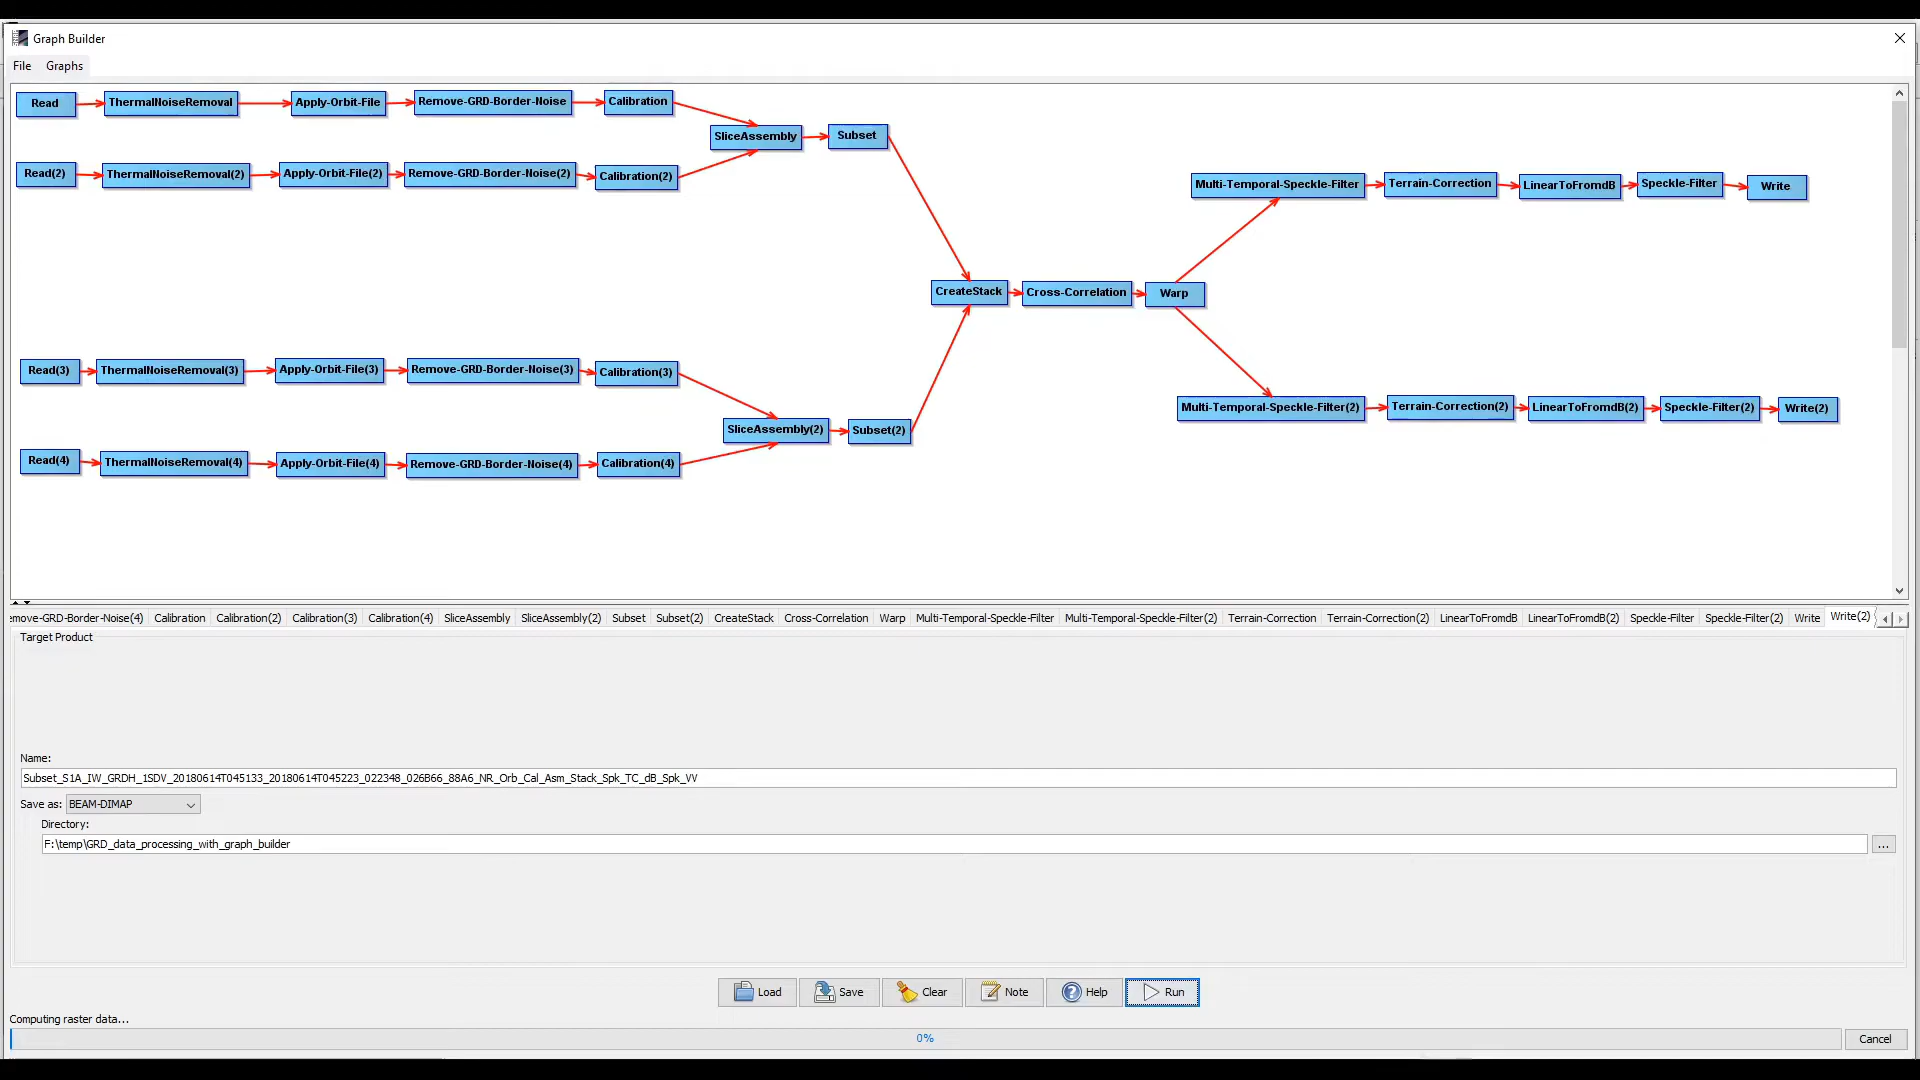 Graph Builder
File Graphs
Read ThermalNoiseRemoval Apply-Orbit-File Remove-GRD-Border-Noise Calibration
SliceAssembly Subset
Read(2) ThermalNoiseRemoval(2) Apply-Orbit-File(2) Remove-GRD-Border-Noise(2) Calibration(2)
Multi-Temporal-Speckle-Filter Terrain-Correction LinearToFromdB Speckle-Filter Write
CreateStack Cross-Correlation Warp
Read(3) ThermalNoiseRemoval(3) Apply-Orbit-File(3) Remove-GRD-Border-Noise(3) Calibration(3)
Multi-Temporal-Speckle-Filter(2) Terrain-Correction(2) LinearToFromdB(2) Speckle-Filter(2) Write(2)
SliceAssembly(2) Subset(2)
Read(4) ThermalNoiseRemoval(4) Apply-Orbit-File(4) Remove-GRD-Border-Noise(4) Calibration(4)
emove-GRD-Border-Noise(4) Calibration Calibration(2) Calibration(3) Calibration(4) SliceAssembly SliceAssembly(2) Subset Subset(2) CreateStack Cross-Correlation Warp Multi-Temporal-Speckle-Filter Multi-Temporal-Speckle-Filter(2) Terrain-Correction Terrain-Correction(2) LinearToFromdB LinearToFromdB(2) Speckle-Filter Speckle-Filter(2) Write Write(2)
Target Product
Name:
Subset_S1A_IW_GRDH_1SDV_20180614T045133_20180614T045223_022348_026B66_88A6_NR_Orb_Cal_Asm_Stack_Spk_TC_dB_Spk_VV
Save as: BEAM-DIMAP
Directory:
F:\temp\GRD_data_processing_with_graph_builder
...
Load Save Clear Note Help Run
Computing raster data...
0%
Cancel